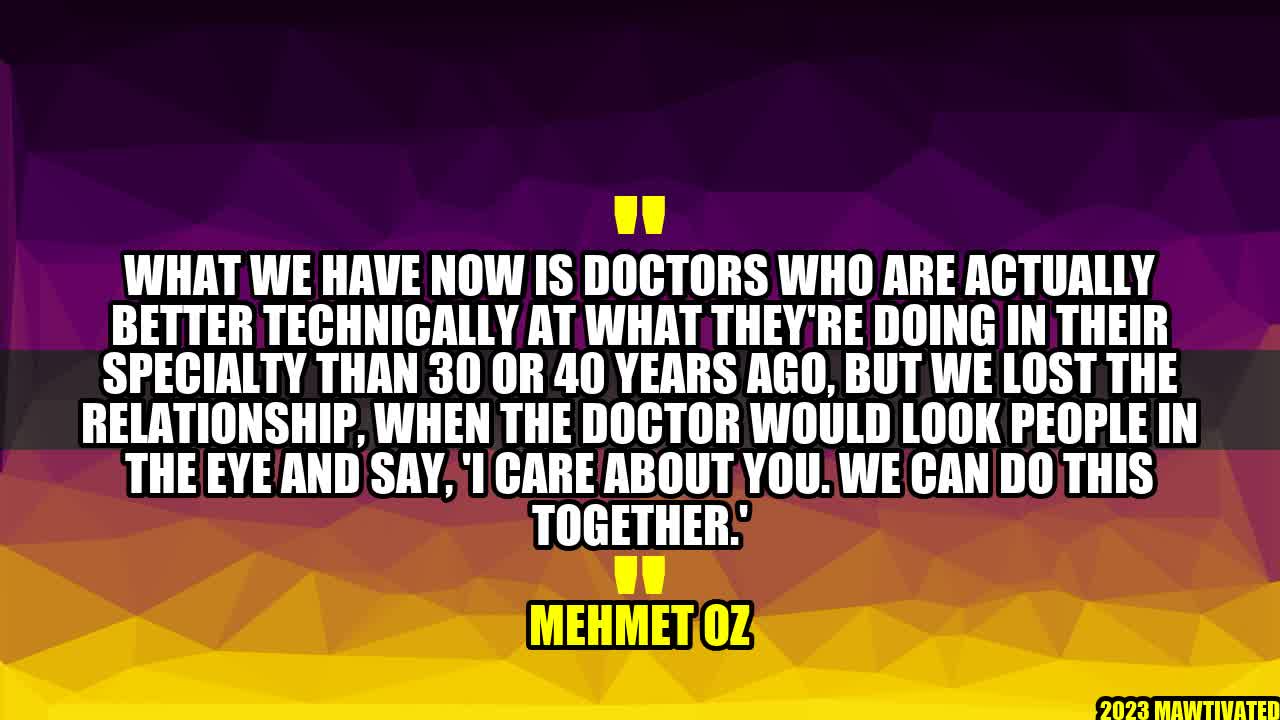 "
WHAT WE HAVE NOW IS DOCTORS WHO ARE ACTUALLY
BETTER TECHNICALLY AT WHAT THEY'RE DOING IN THEIR
SPECIALTY THAN 30 OR 40 YEARS AGO, BUT WE LOST THE
RELATIONSHIP, WHEN THE DOCTOR WOULD LOOK PEOPLE IN
THE EYE AND SAY, 'I CARE ABOUT YOU. WE CAN DO THIS
TOGETHER.'
"
MEHMET OZ
2023 MAWTIVATED